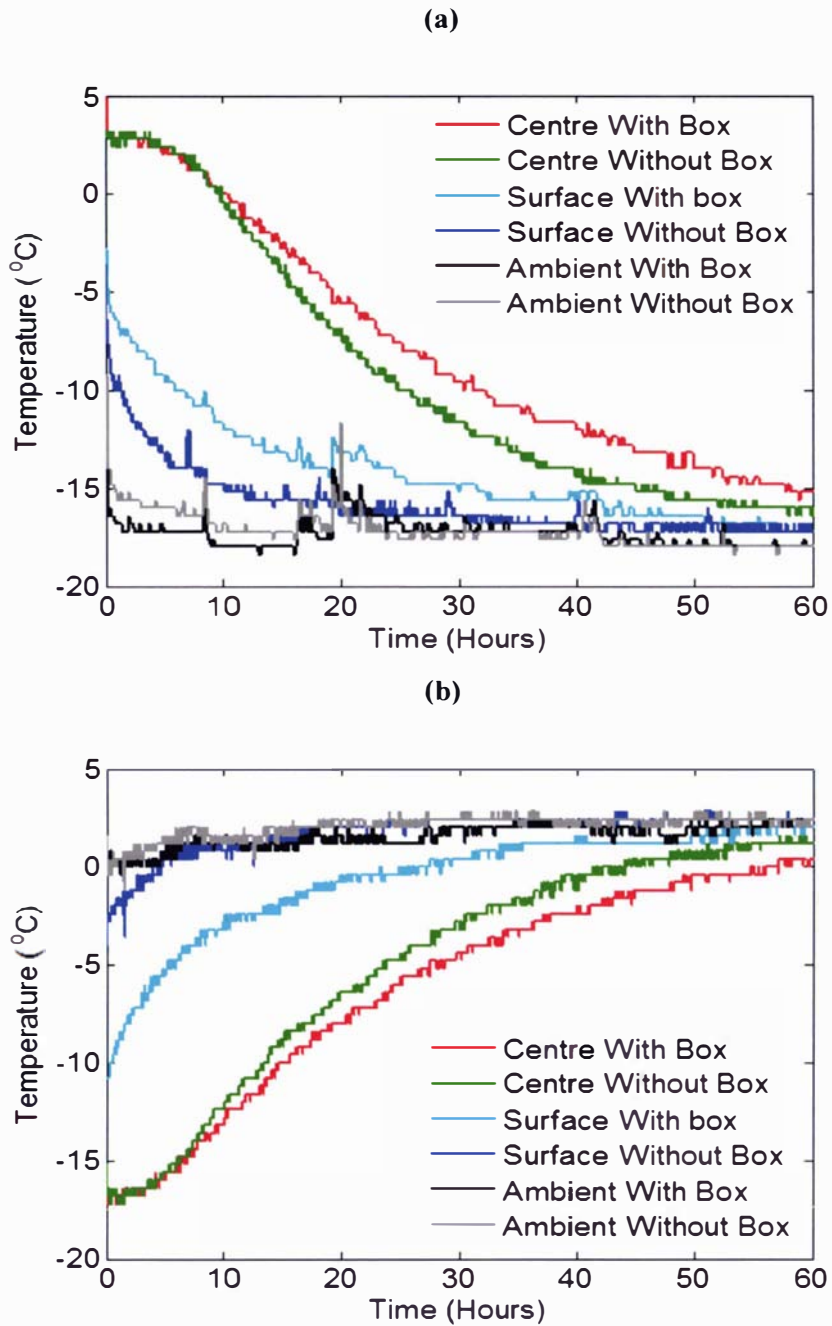 (a)
5
0
-5
-10
-15
-20
Temperature ( ⁰C)
Centre With Box
Centre Without Box
Surface With box
Surface Without Box
Ambient With Box
Ambient Without Box
0 10 20 30 40 50 60
Time (Hours)
(b)
5
0
-5
-10
-15
-20
Temperature ( ⁰C)
Centre With Box
Centre Without Box
Surface With box
Surface Without Box
Ambient With Box
Ambient Without Box
0 10 20 30 40 50 60
Time (Hours)